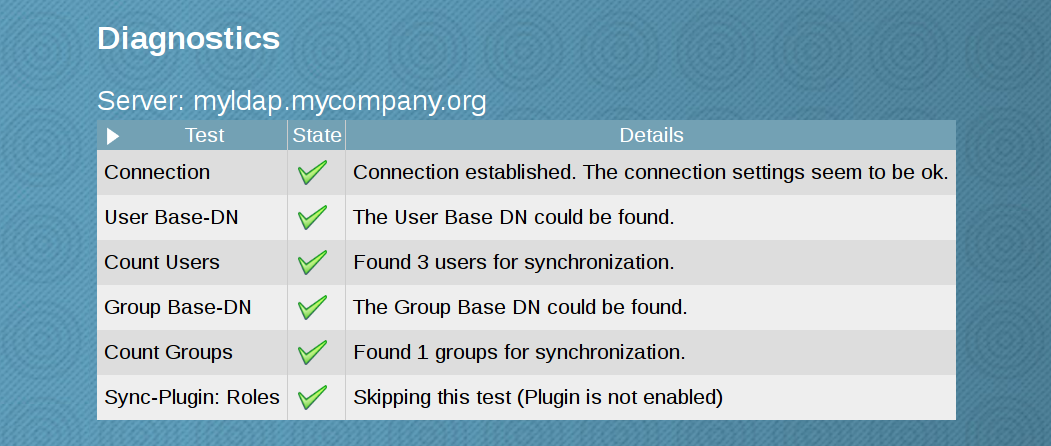 Diagnostics
Server: myldap.mycompany.org
Test State Details
Connection Connection established. The connection settings seem to be ok.
User Base-DN The User Base DN could be found.
Count Users Found 3 users for synchronization.
Group Base-DN The Group Base DN could be found.
Count Groups Found 1 groups for synchronization.
Sync-Plugin: Roles Skipping this test (Plugin is not enabled)